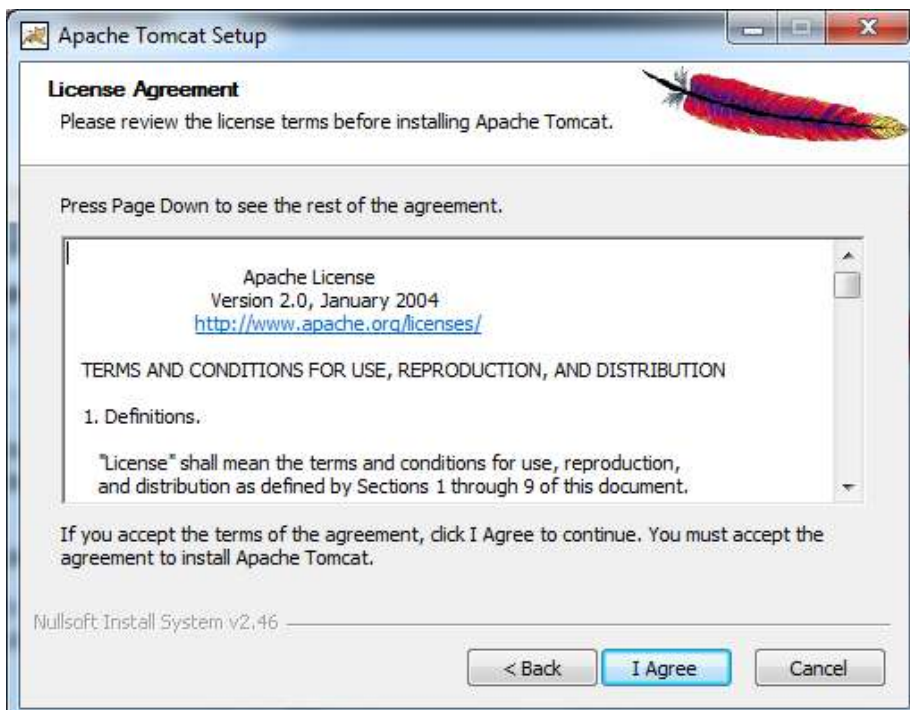 Apache Tomcat Setup
License Agreement
Please review the license terms before installing Apache Tomcat.
Press Page Down to see the rest of the agreement.
Apache License
Version 2.0, January 2004
http://www.apache.org/licenses/
TERMS AND CONDITIONS FOR USE, REPRODUCTION, AND DISTRIBUTION
1. Definitions.
"License" shall mean the terms and conditions for use, reproduction,
and distribution as defined by Sections 1 through 9 of this document.
If you accept the terms of the agreement, click I Agree to continue. You must accept the
agreement to install Apache Tomcat.
Nullsoft Install System v2.46
< Back I Agree Cancel